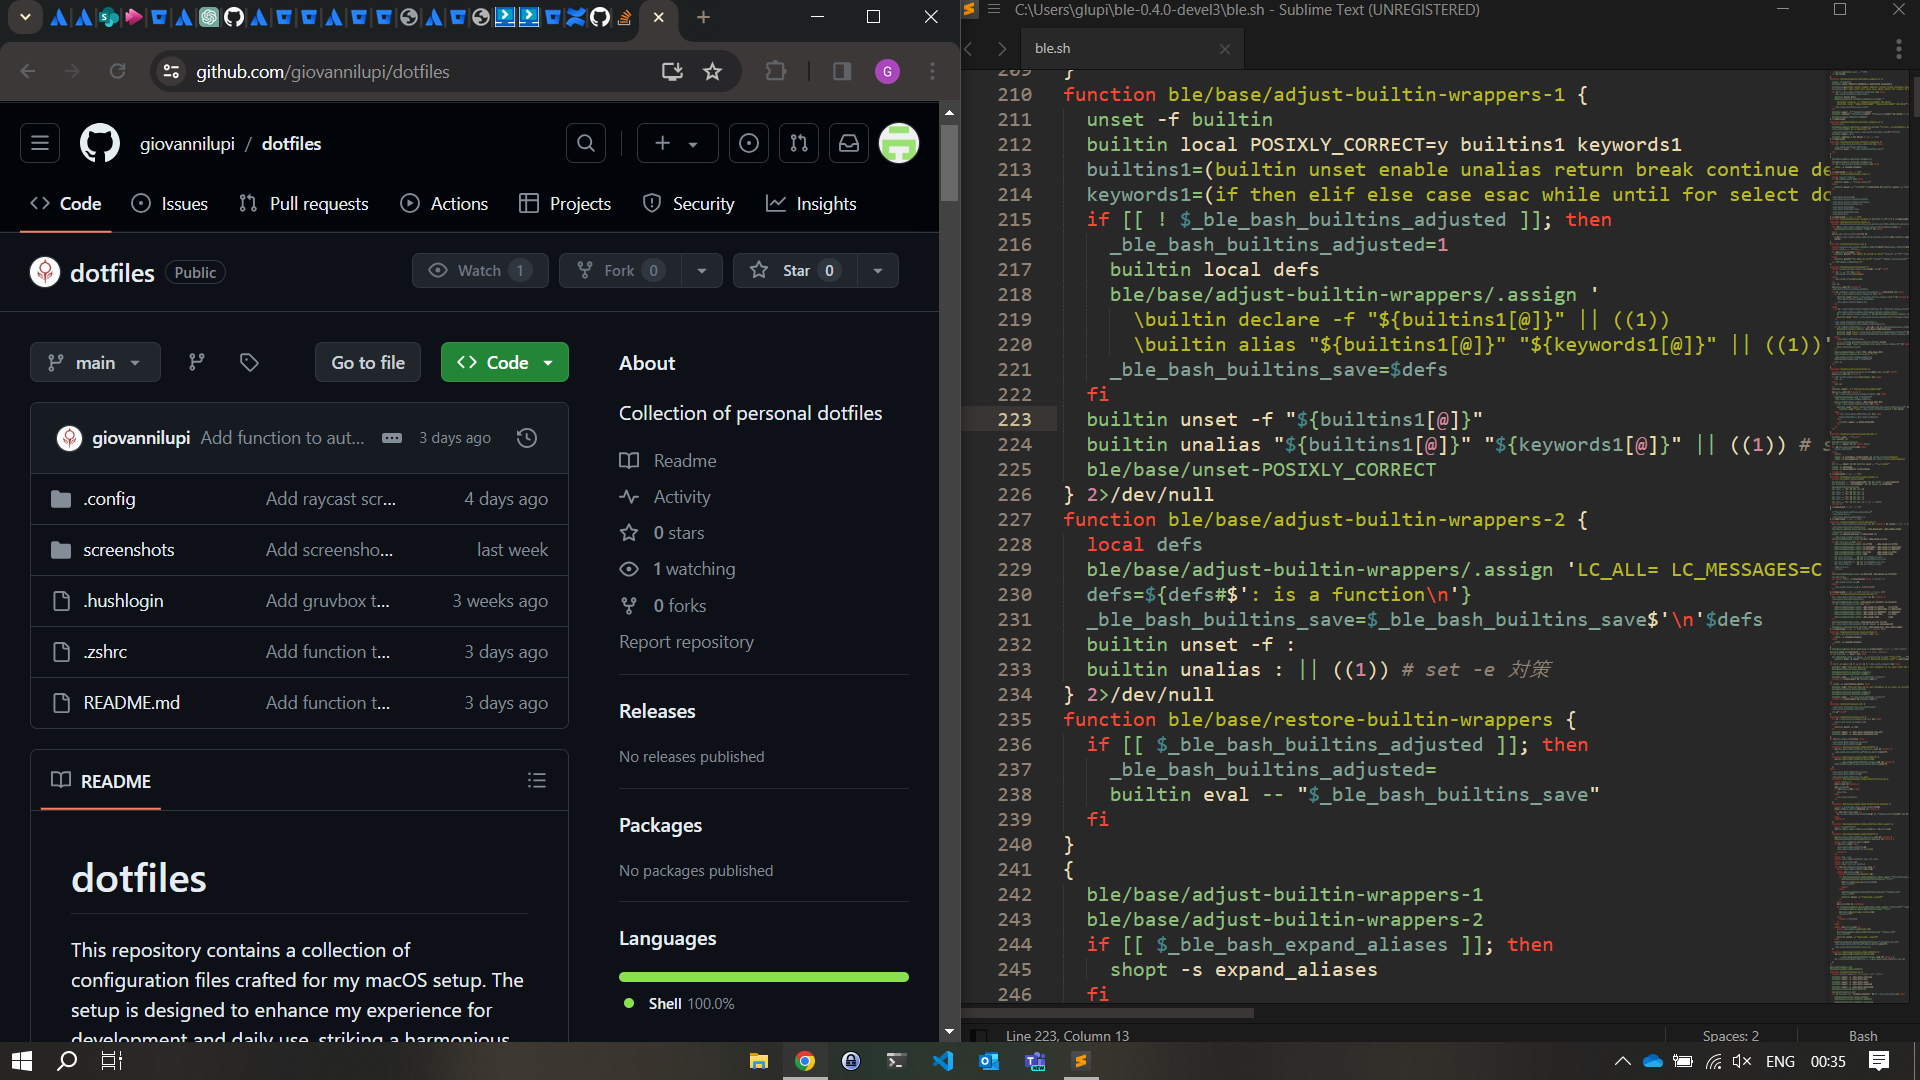 github.com/giovannilupi/dotfiles
G
giovannilupi / dotfiles
Code
Issues
Pull requests
Actions
Projects
Security
Insights
dotfiles Public
Watch 1
Fork 0
Star 0
main
Go to file
Code
giovannilupi Add function to aut... 3 days ago
.config Add raycast scr... 4 days ago
screenshots Add screensho... last week
.hushlogin Add gruvbox t... 3 weeks ago
.zshrc Add function t... 3 days ago
README.md Add function t... 3 days ago
README
dotfiles
This repository contains a collection of
configuration files crafted for my macOS setup. The
setup is designed to enhance my experience for
development and daily use, striking a harmonious
About
Collection of personal dotfiles
Readme
Activity
0 stars
1 watching
0 forks
Report repository
Releases
No releases published
Packages
No packages published
Languages
Shell 100.0%
C:\Users\glupi\ble-0.4.0-devel3\ble.sh - Sublime Text (UNREGISTERED)
ble.sh
209 }
210 function ble/base/adjust-builtin-wrappers-1 {
211 unset -f builtin
212 builtin local POSIXLY_CORRECT=y builtins1 keywords1
213 builtins1=(builtin unset enable unalias return break continue de
214 keywords1=(if then elif else case esac while until for select do
215 if [[ ! $_ble_bash_builtins_adjusted ]]; then
216 _ble_bash_builtins_adjusted=1
217 builtin local defs
218 ble/base/adjust-builtin-wrappers/.assign '
219 \builtin declare -f "${builtins1[@]}" || ((1))
220 \builtin alias "${builtins1[@]}" "${keywords1[@]}" || ((1))'
221 _ble_bash_builtins_save=$defs
222 fi
223 builtin unset -f "${builtins1[@]}"
224 builtin unalias "${builtins1[@]}" "${keywords1[@]}" || ((1)) # s
225 ble/base/unset-POSIXLY_CORRECT
226 } 2>/dev/null
227 function ble/base/adjust-builtin-wrappers-2 {
228 local defs
229 ble/base/adjust-builtin-wrappers/.assign 'LC_ALL= LC_MESSAGES=C
230 defs=${defs#$': is a function\n'}
231 _ble_bash_builtins_save=$_ble_bash_builtins_save$'\n'$defs
232 builtin unset -f :
233 builtin unalias : || ((1)) # set -e 対策
234 } 2>/dev/null
235 function ble/base/restore-builtin-wrappers {
236 if [[ $_ble_bash_builtins_adjusted ]]; then
237 _ble_bash_builtins_adjusted=
238 builtin eval -- "$_ble_bash_builtins_save"
239 fi
240 }
241 {
242 ble/base/adjust-builtin-wrappers-1
243 ble/base/adjust-builtin-wrappers-2
244 if [[ $_ble_bash_expand_aliases ]]; then
245 shopt -s expand_aliases
246 fi
Line 223, Column 13
Spaces: 2
Bash
ENG
00:35